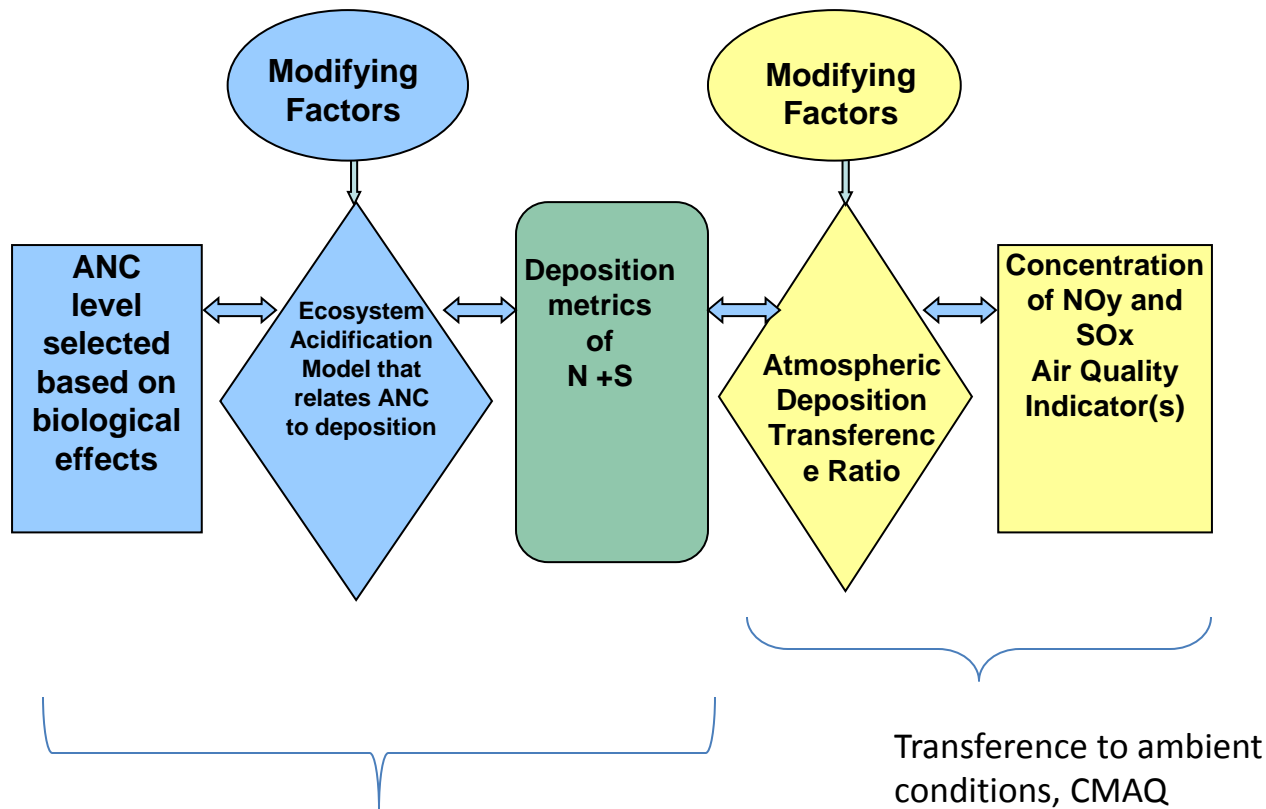 Modifying
Factors
Modifying
Factors
ANC
level
selected
based on
biological
effects
Ecosystem
Acidification
Model that
relates ANC
to deposition
Deposition
metrics
of
N +S
Atmospheric
Deposition
Transferenc
e Ratio
Concentration
of NOy and
SOx
Air Quality
Indicator(s)
Transference to ambient
conditions, CMAQ